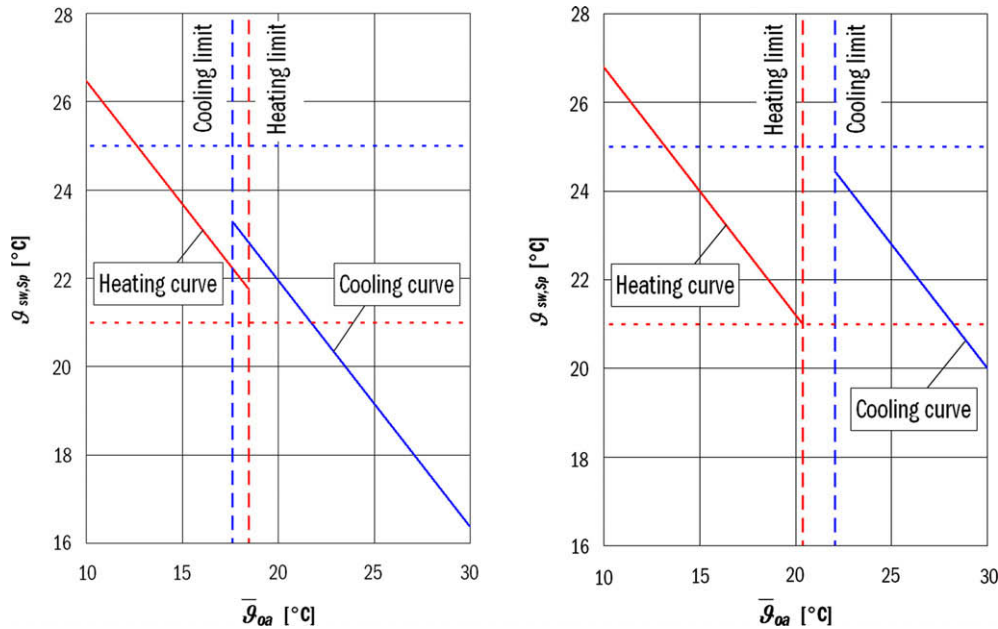 28
26
24
22
20
18
16
ϑ sw,Sp [°C]
Cooling limit
Heating limit
Heating curve
Cooling curve
10 15 20 25 30
ϑ̅oa [°C]
28
26
24
22
20
18
16
ϑ sw,Sp [°C]
Heating limit
Cooling limit
Heating curve
Cooling curve
10 15 20 25 30
ϑ̅oa [°C]